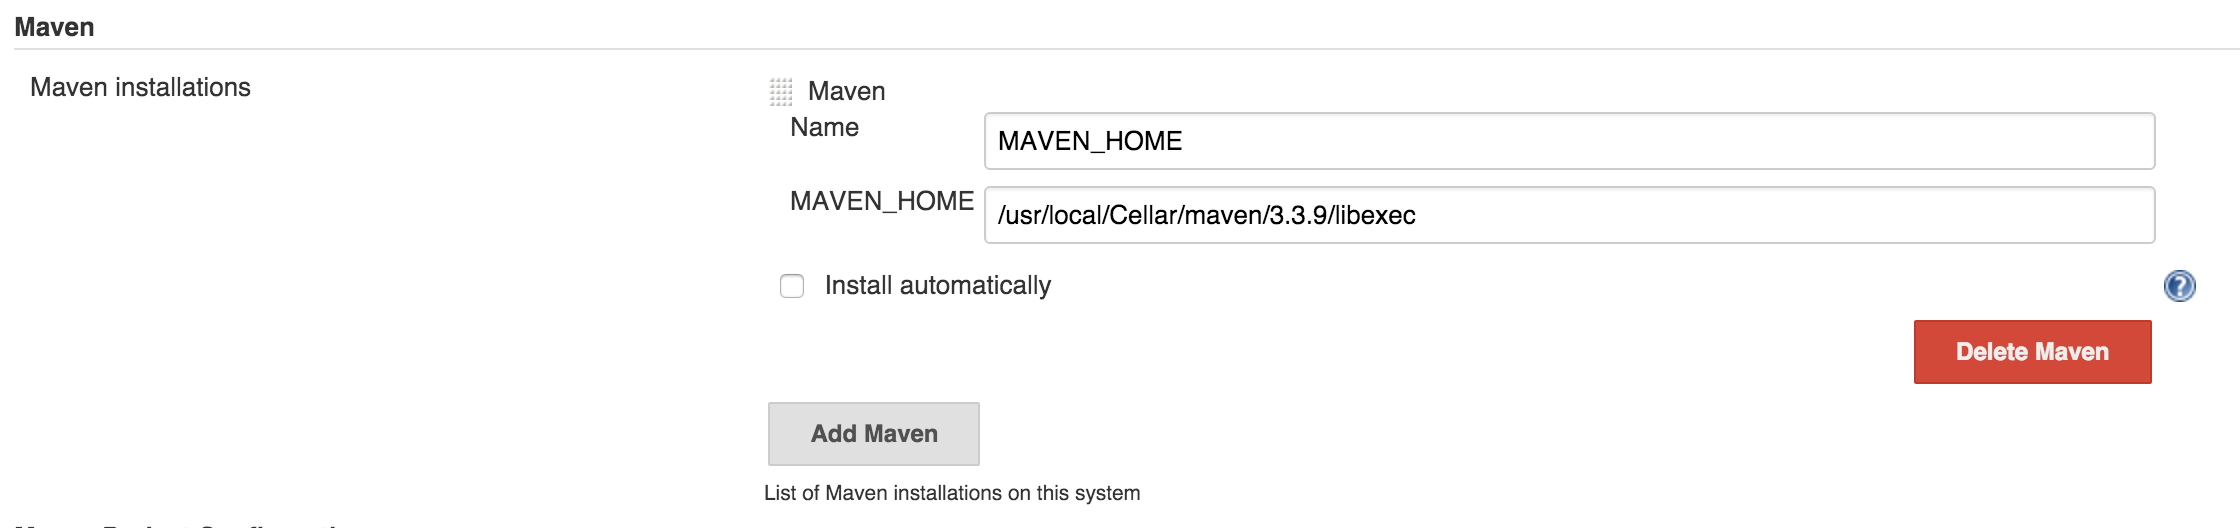 Maven
Maven installations
Maven
Name
MAVEN_HOME
MAVEN_HOME
/usr/local/Cellar/maven/3.3.9/libexec
Install automatically
?
Delete Maven
Add Maven
List of Maven installations on this system